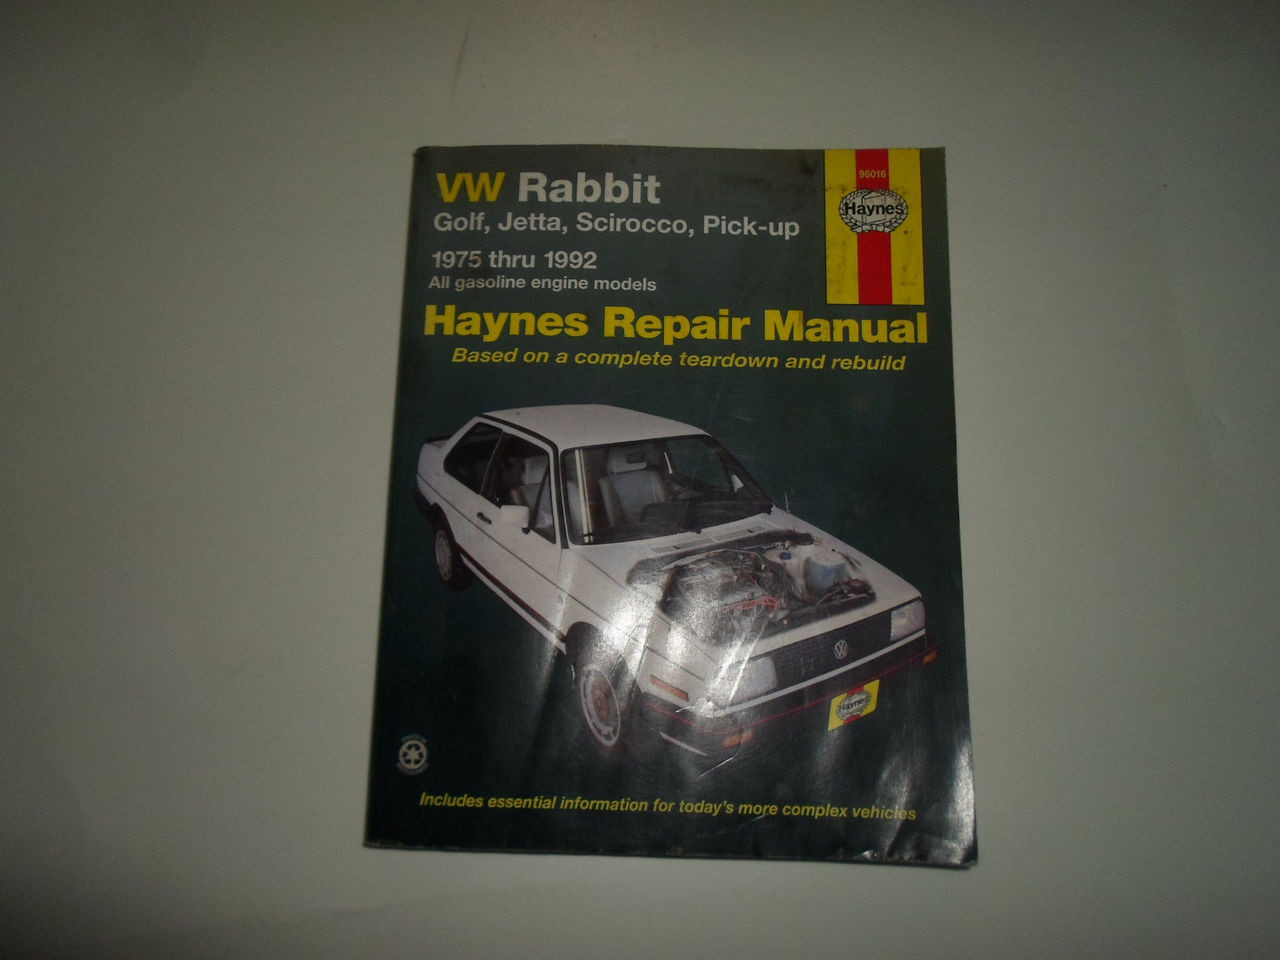 VW Rabbit
Golf, Jetta, Scirocco, Pick-up
1975 thru 1992
All gasoline engine models
96016
Haynes
Haynes Repair Manual
Based on a complete teardown and rebuild
Haynes
Includes essential information for today's more complex vehicles